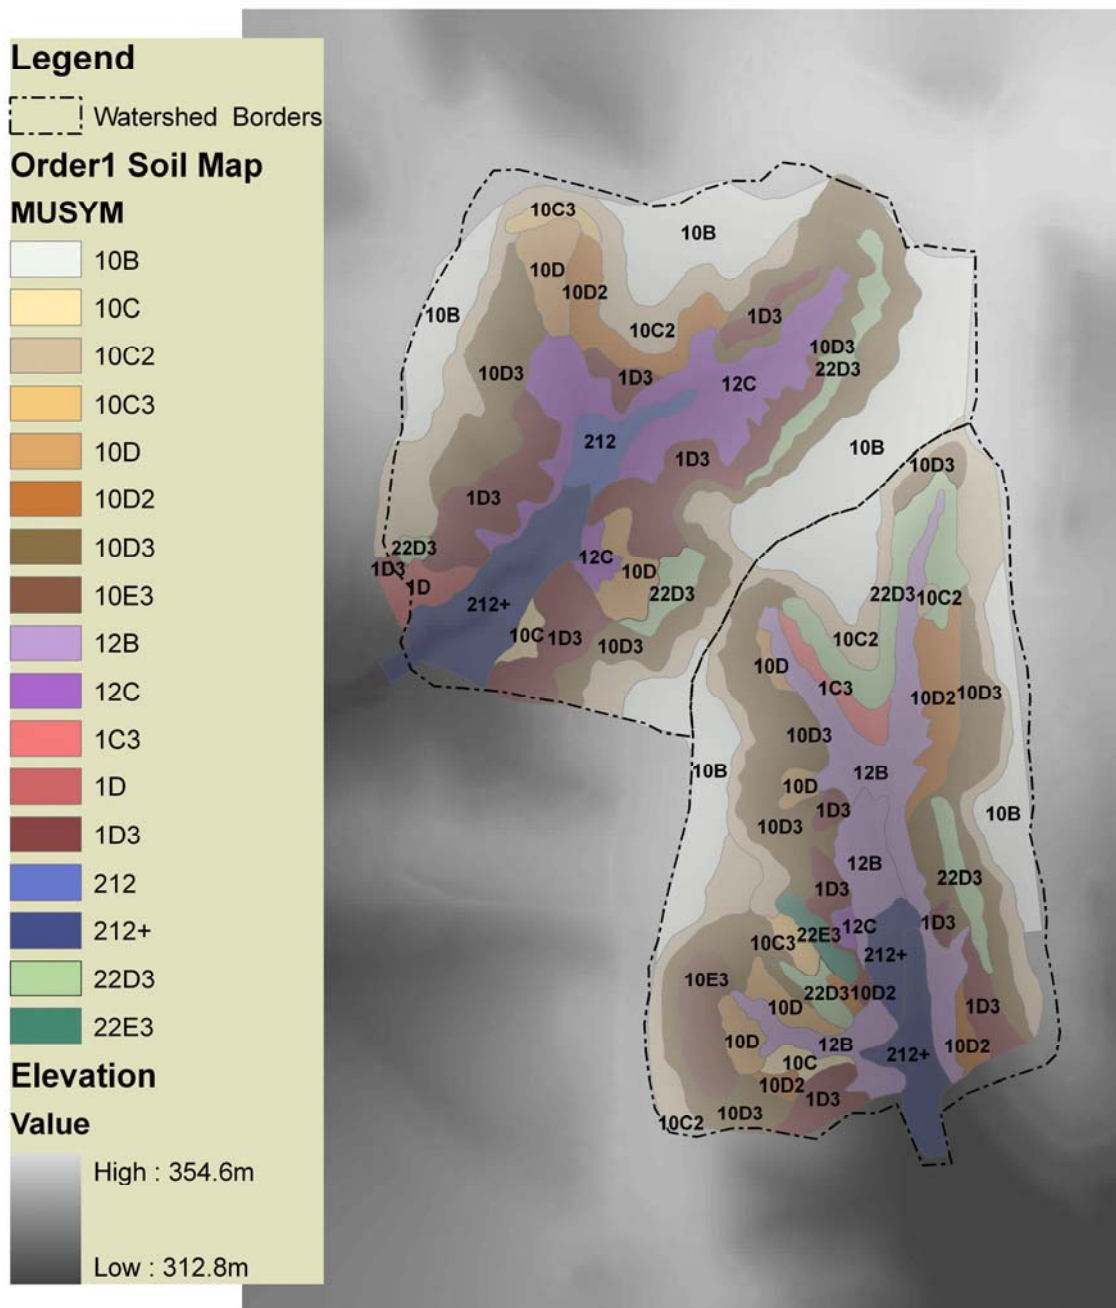 Legend
Watershed Borders
Order1 Soil Map
MUSYM
10B
10C
10C2
10C3
10D
10D2
10D3
10E3
12B
12C
1C3
1D
1D3
212
212+
22D3
22E3
Elevation
Value
High : 354.6m
Low : 312.8m
10C3
10B
10D
10D2
10B
1D3
10C2
10D3
10D3
1D3
12C
22D3
212
10B
1D3
10D3
1D3
22D3
12C
1D3
10D
1D
22D3
22D3
10C2
212+
10C
1D3
10D3
10C2
10D
1C3
10D2
10D3
10D3
12B
10B
10D
1D3
10B
10D3
12B
22D3
1D3
12C
1D3
22E3
10C3
212+
10E3
22D3
10D2
10D
1D3
10D
12B
212+
10D2
10C
10D2
1D3
10D3
10C2